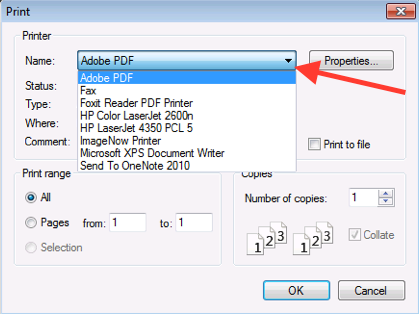 Print
Printer
Name: Adobe PDF Properties...
Adobe PDF
Status: Fax
Foxit Reader PDF Printer
Type: HP Color LaserJet 2600n
Where: HP LaserJet 4350 PCL 5
Comment: ImageNow Printer Print to file
Microsoft XPS Document Writer
Send To OneNote 2010
Print range
All
Pages from: 1 to: 1
Selection
Copies
Number of copies: 1
1 2 3 1 2 3 Collate
OK Cancel